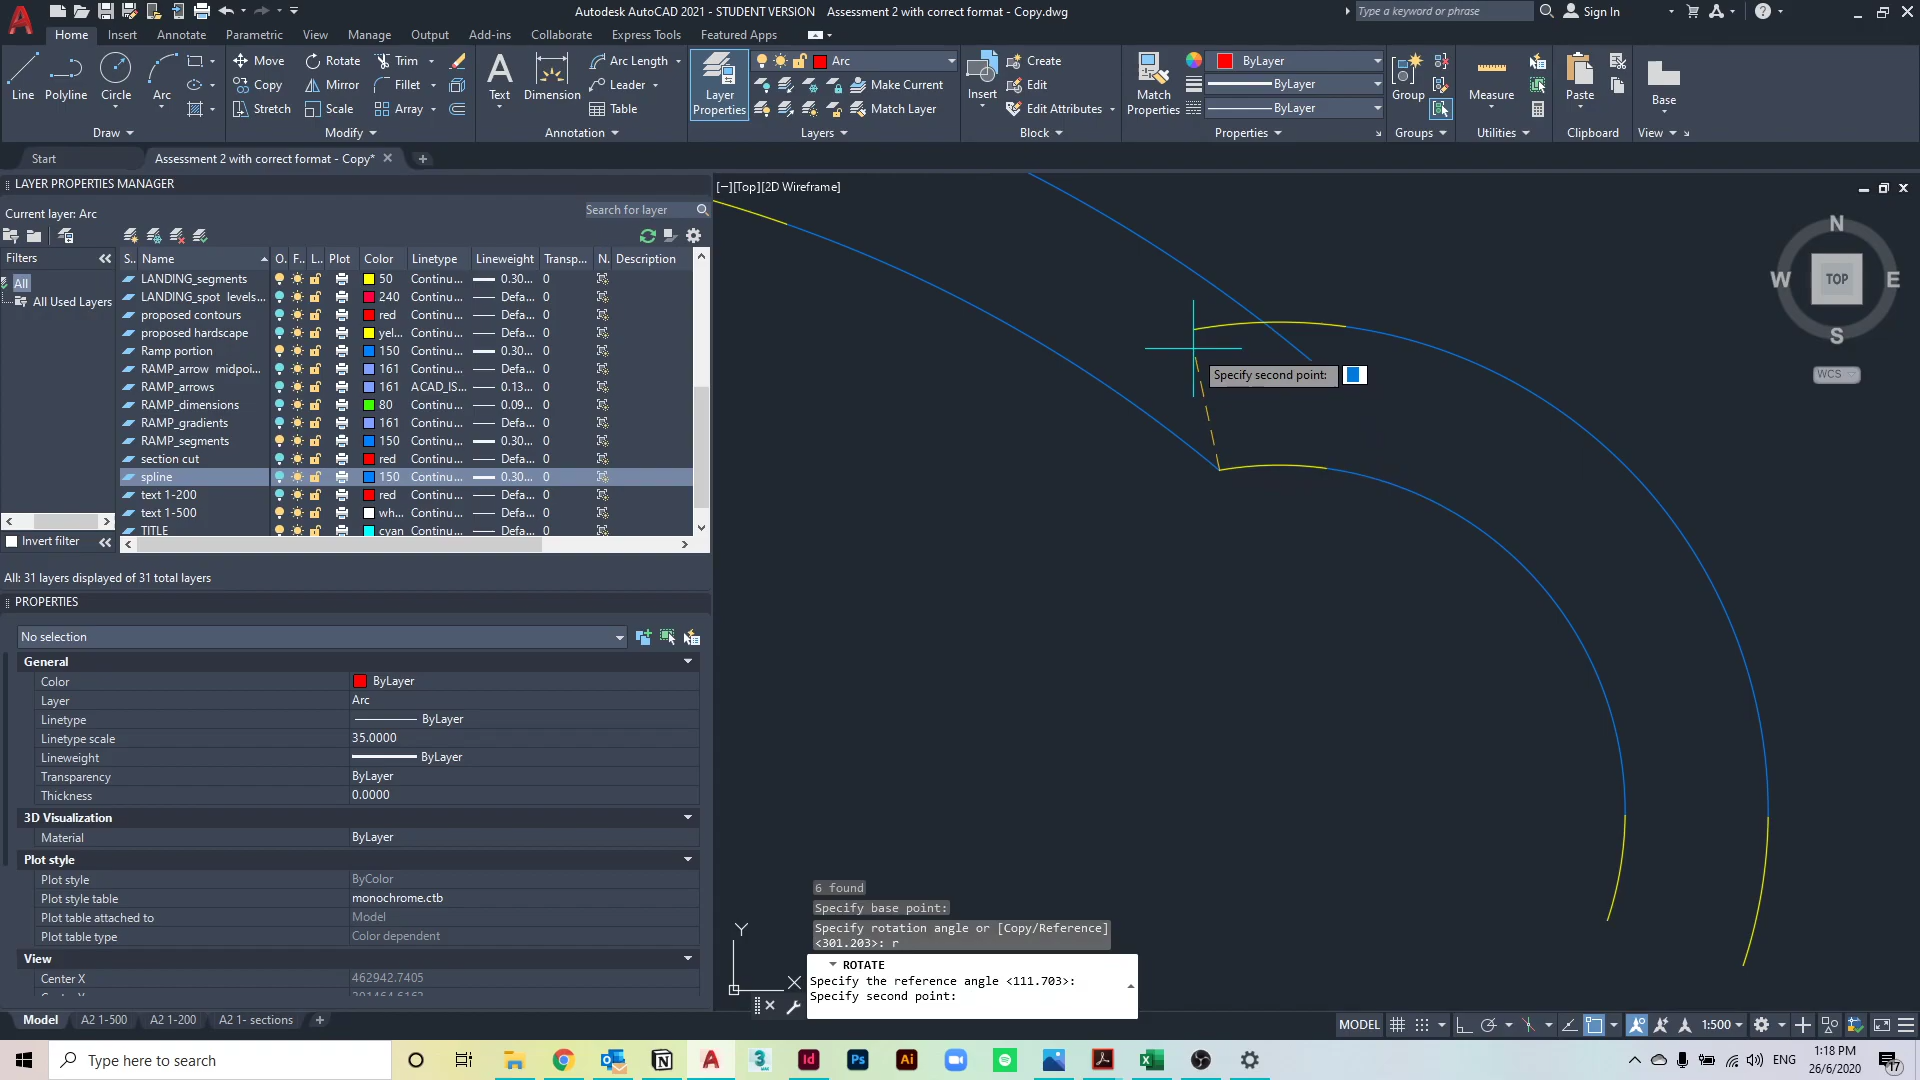 Autodesk AutoCAD 2021 - STUDENT VERSION Assessment 2 with correct format - Copy.dwg
Type a keyword or phrase
Sign In
Home Insert Annotate Parametric View Manage Output Add-ins Collaborate Express Tools Featured Apps
Line Polyline Circle Arc
Move Rotate Trim
Copy Mirror Fillet
Stretch Scale Array
Text Dimension
Arc Length
Leader
Table
Layer Properties
Arc
Make Current
Match Layer
Insert
Create
Edit
Edit Attributes
Match Properties
ByLayer
ByLayer
ByLayer
Group
Measure
Paste
Base
Draw Modify Annotation Layers Block Properties Groups Utilities Clipboard View
Start
Assessment 2 with correct format - Copy*
LAYER PROPERTIES MANAGER
Current layer: Arc
Search for layer
Filters
All
All Used Layers
Invert filter
S.. Name O. F.. L.. Plot Color Linetype Lineweight Transp... N. Description
LANDING_segments 50 Continu... 0.30... 0
LANDING_spot levels... 240 Continu... Defa... 0
proposed contours red Continu... Defa... 0
proposed hardscape yel... Continu... Defa... 0
Ramp portion 150 Continu... 0.30... 0
RAMP_arrow midpoi... 161 Continu... Defa... 0
RAMP_arrows 161 ACAD_IS... 0.13... 0
RAMP_dimensions 80 Continu... 0.09... 0
RAMP_gradients 161 Continu... Defa... 0
RAMP_segments 150 Continu... 0.30... 0
section cut red Continu... Defa... 0
spline 150 Continu... 0.30... 0
text 1-200 red Continu... Defa... 0
text 1-500 wh... Continu... Defa... 0
TITLE cyan Continu... Defa... 0
All: 31 layers displayed of 31 total layers
PROPERTIES
No selection
General
Color ByLayer
Layer Arc
Linetype ByLayer
Linetype scale 35.0000
Lineweight ByLayer
Transparency ByLayer
Thickness 0.0000
3D Visualization
Material ByLayer
Plot style
Plot style ByColor
Plot style table monochrome.ctb
Plot table attached to Model
Plot table type Color dependent
View
Center X 462942.7405
[−][Top][2D Wireframe]
N
W TOP E
S
WCS
Specify second point:
Y
X
6 found
Specify base point:
Specify rotation angle or [Copy/Reference]
<301.203>: r
ROTATE
Specify the reference angle <111.703>:
Specify second point:
Model A2 1-500 A2 1-200 A2 1- sections
MODEL
1:500
Type here to search
ENG
1:18 PM
26/6/2020
17